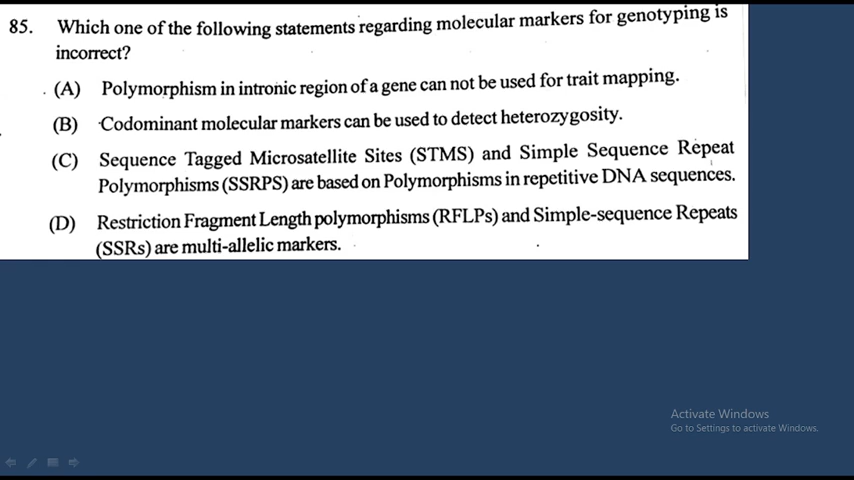 85. Which one of the following statements regarding molecular markers for genotyping is
incorrect?
(A) Polymorphism in intronic region of a gene can not be used for trait mapping.
(B) Codominant molecular markers can be used to detect heterozygosity.
(C) Sequence Tagged Microsatellite Sites (STMS) and Simple Sequence Repeat
Polymorphisms (SSRPS) are based on Polymorphisms in repetitive DNA sequences.
(D) Restriction Fragment Length polymorphisms (RFLPs) and Simple-sequence Repeats
(SSRs) are multi-allelic markers.
Activate Windows
Go to Settings to activate Windows.